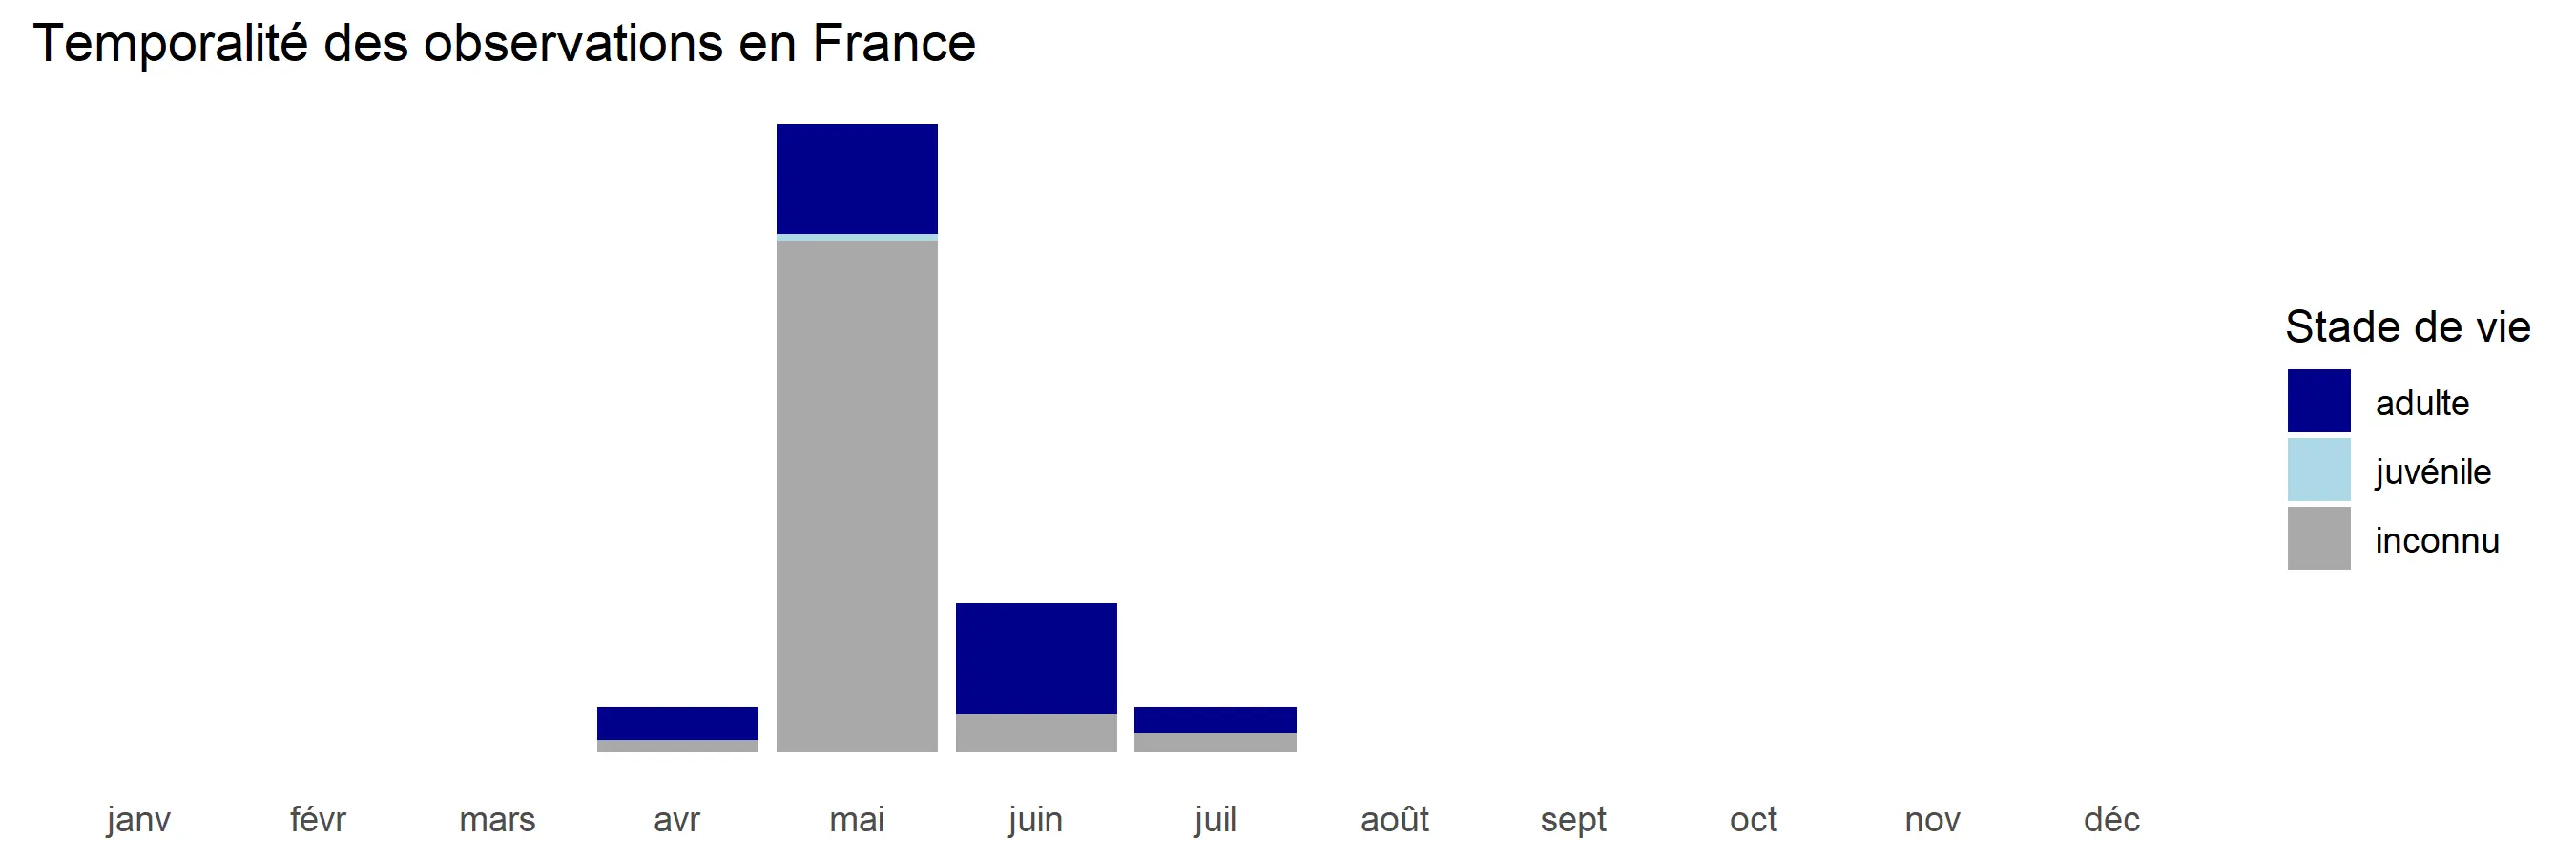 Temporalité des observations en France
Stade de vie
adulte
juvénile
inconnu
janv févr mars avr mai juin juil août sept oct nov déc